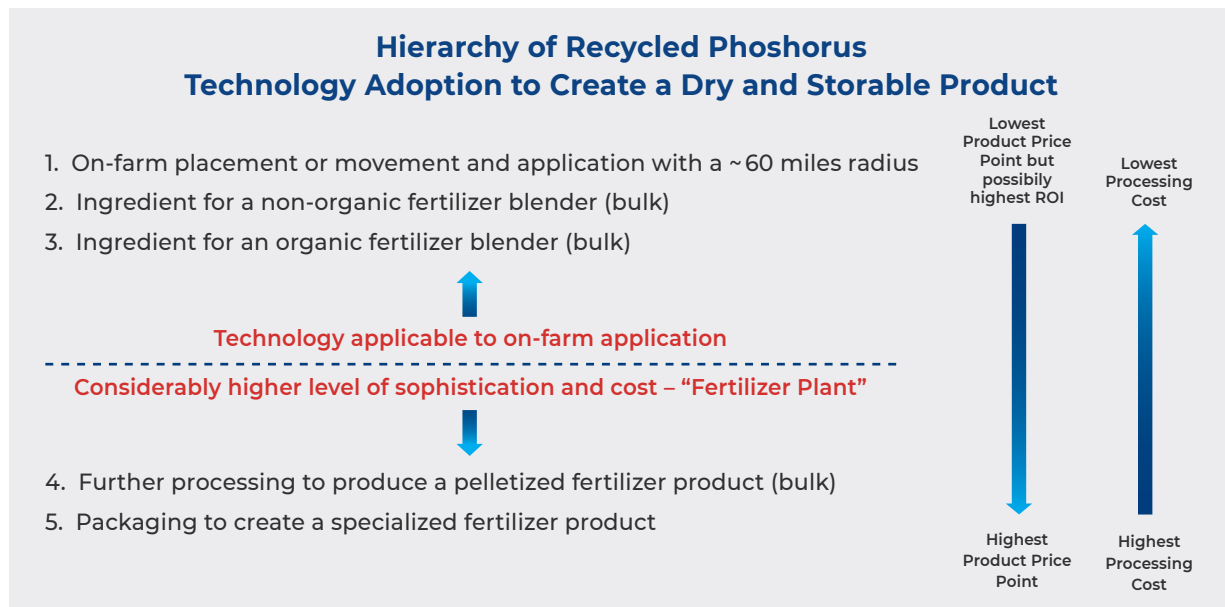 Hierarchy of Recycled Phoshorus
Technology Adoption to Create a Dry and Storable Product
1. On-farm placement or movement and application with a ~60 miles radius
2. Ingredient for a non-organic fertilizer blender (bulk)
3. Ingredient for an organic fertilizer blender (bulk)
Technology applicable to on-farm application
Considerably higher level of sophistication and cost – “Fertilizer Plant”
4. Further processing to produce a pelletized fertilizer product (bulk)
5. Packaging to create a specialized fertilizer product
Lowest
Product Price
Point but
possibily
highest ROI
Highest
Product Price
Point
Lowest
Processing
Cost
Highest
Processing
Cost